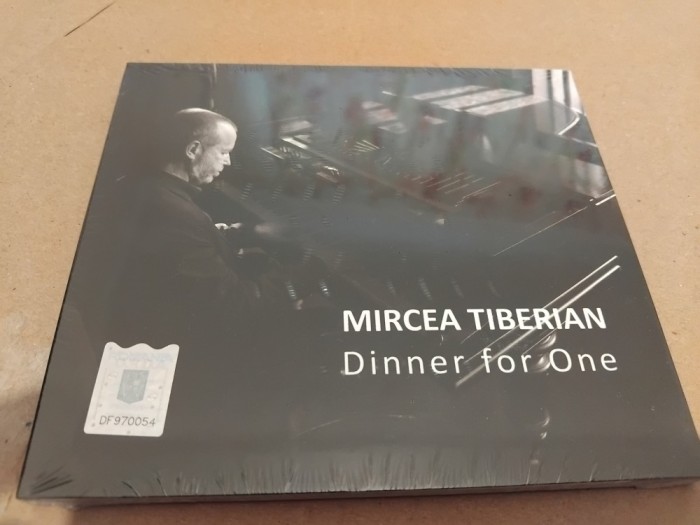 MIRCEA TIBERIAN
Dinner for One
DF970054